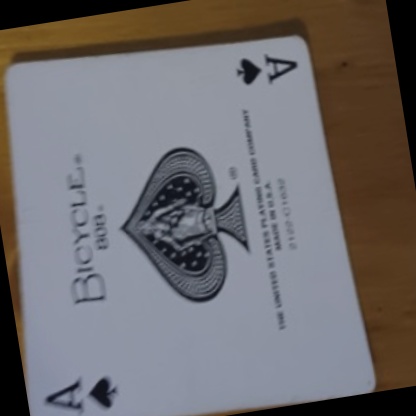 A
BICYCLE®
808®
THE UNITED STATES PLAYING CARD COMPANY
MADE IN U.S.A.
A